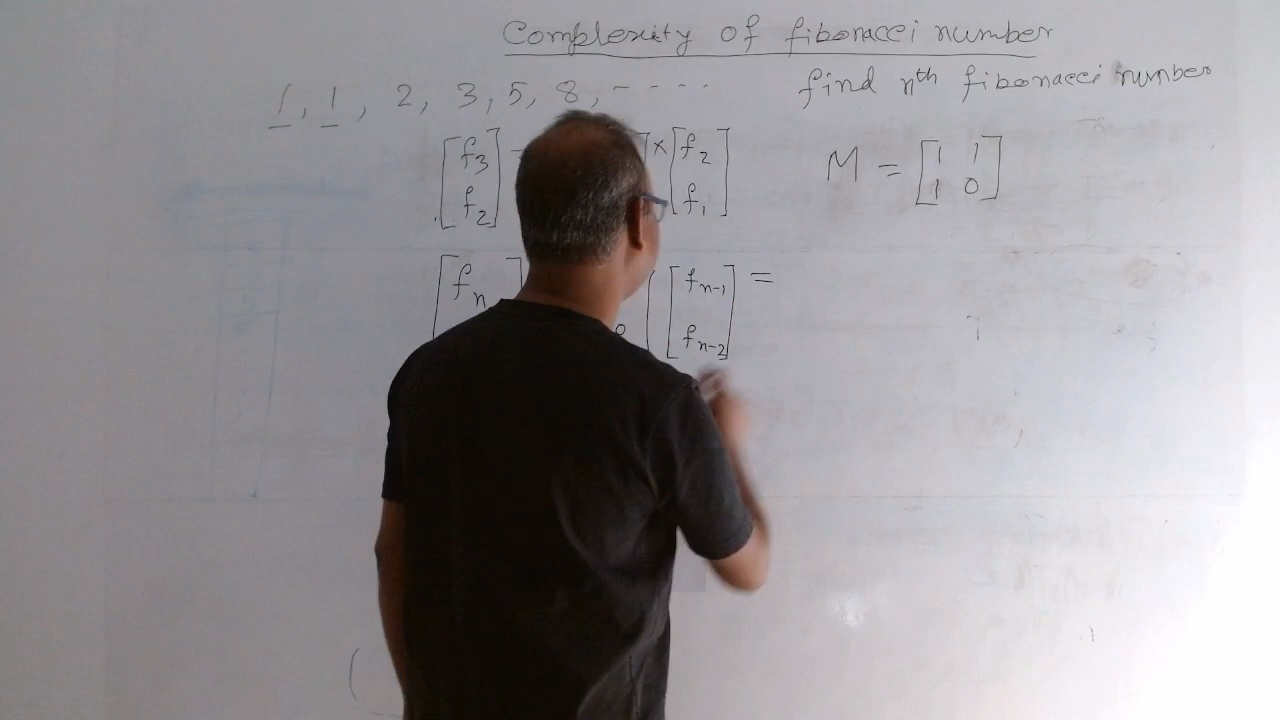 Complexity of fibonacci number
1, 1, 2, 3, 5, 8, - - - - find nth fibonacci number
[f3 f2] ] × [f2 f1] M = [1 1 1 0]
[fn ] [fn-1 fn-2] =